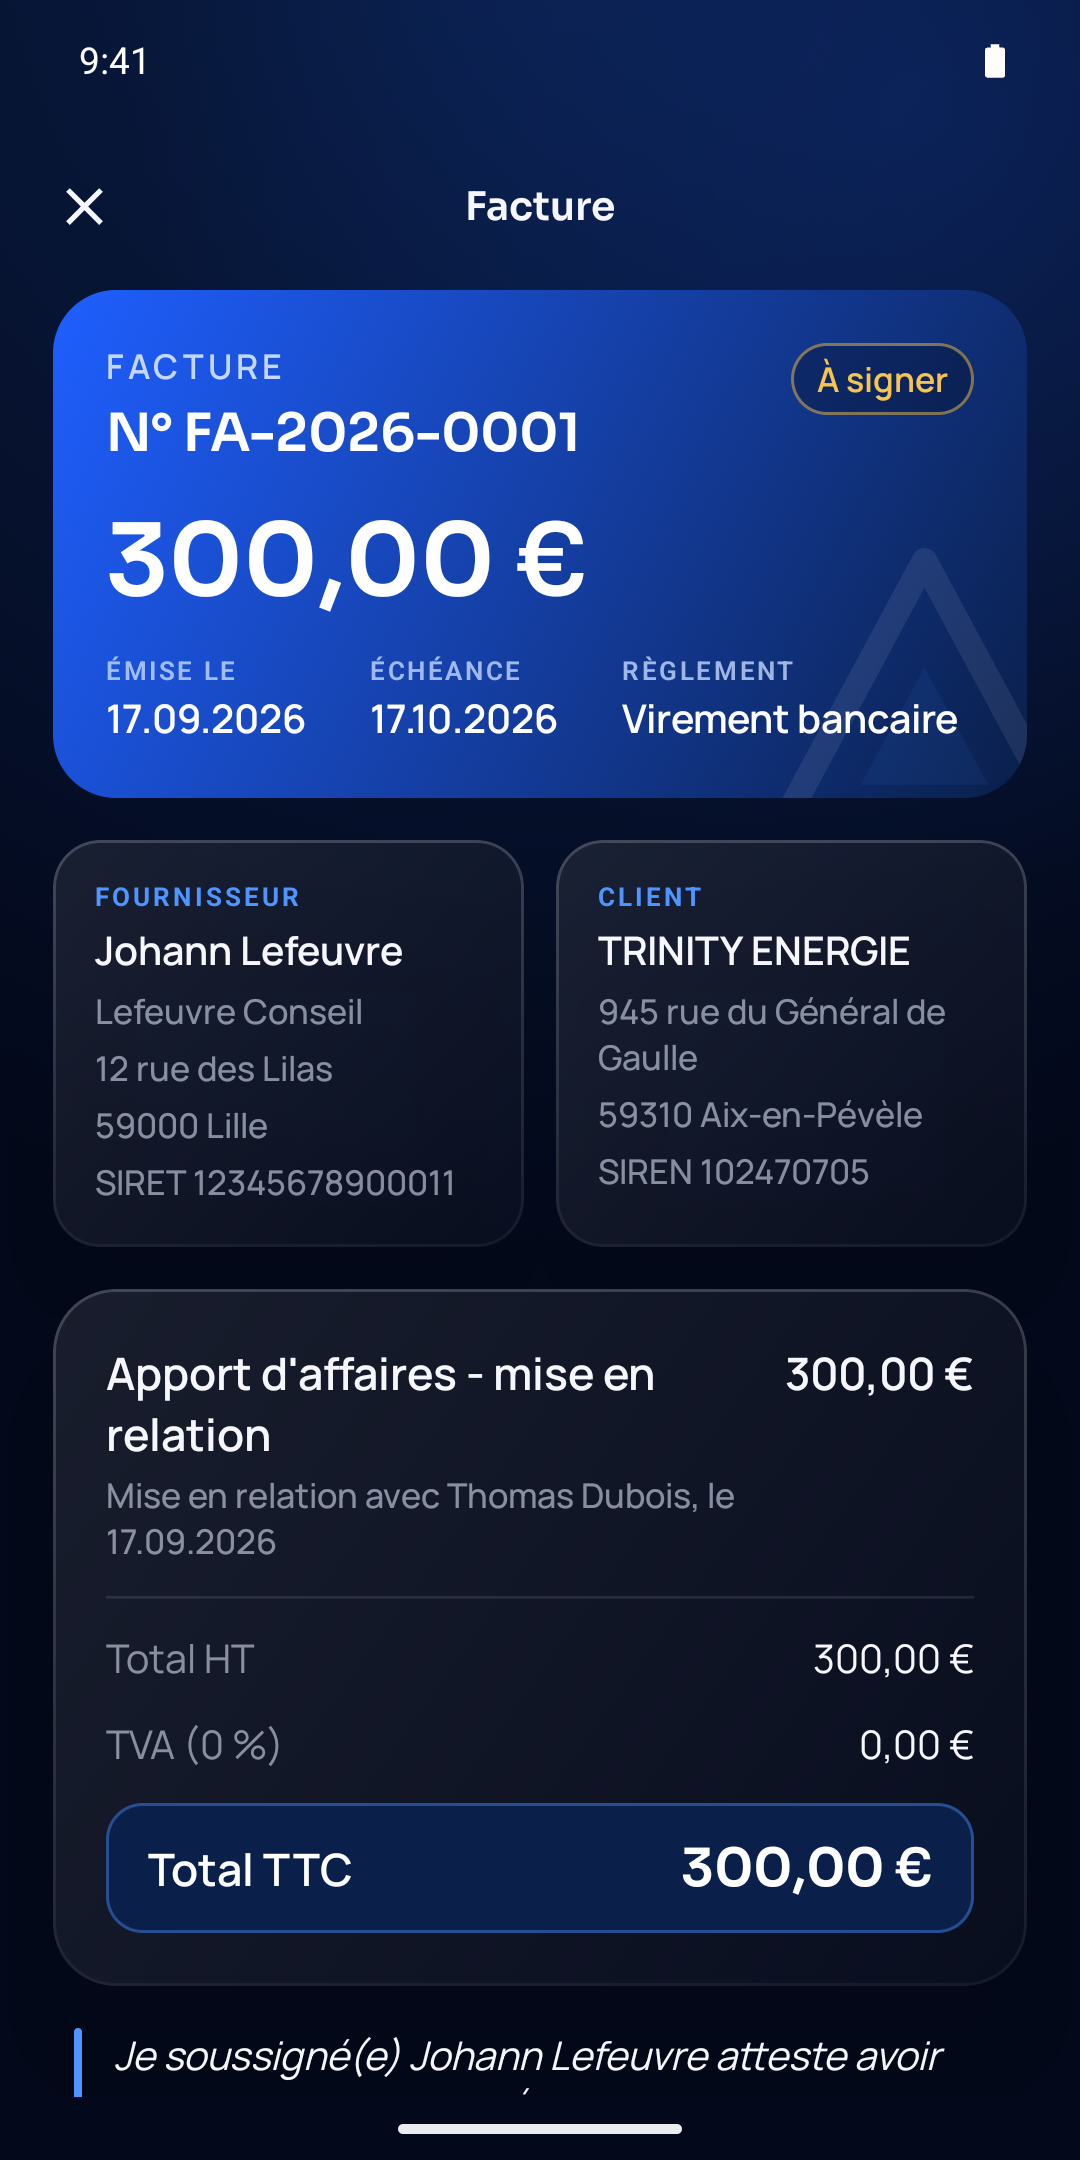 9:41
Facture
FACTURE
À signer
N° FA-2026-0001
300,00 €
ÉMISE LE
ÉCHÉANCE
RÈGLEMENT
17.09.2026
17.10.2026
Virement bancaire
FOURNISSEUR
Johann Lefeuvre
Lefeuvre Conseil
12 rue des Lilas
59000 Lille
SIRET 12345678900011
CLIENT
TRINITY ENERGIE
945 rue du Général de
Gaulle
59310 Aix-en-Pévèle
SIREN 102470705
Apport d'affaires - mise en
relation
300,00 €
Mise en relation avec Thomas Dubois, le
17.09.2026
Total HT
300,00 €
TVA (0 %)
0,00 €
Total TTC
300,00 €
Je soussigné(e) Johann Lefeuvre atteste avoir